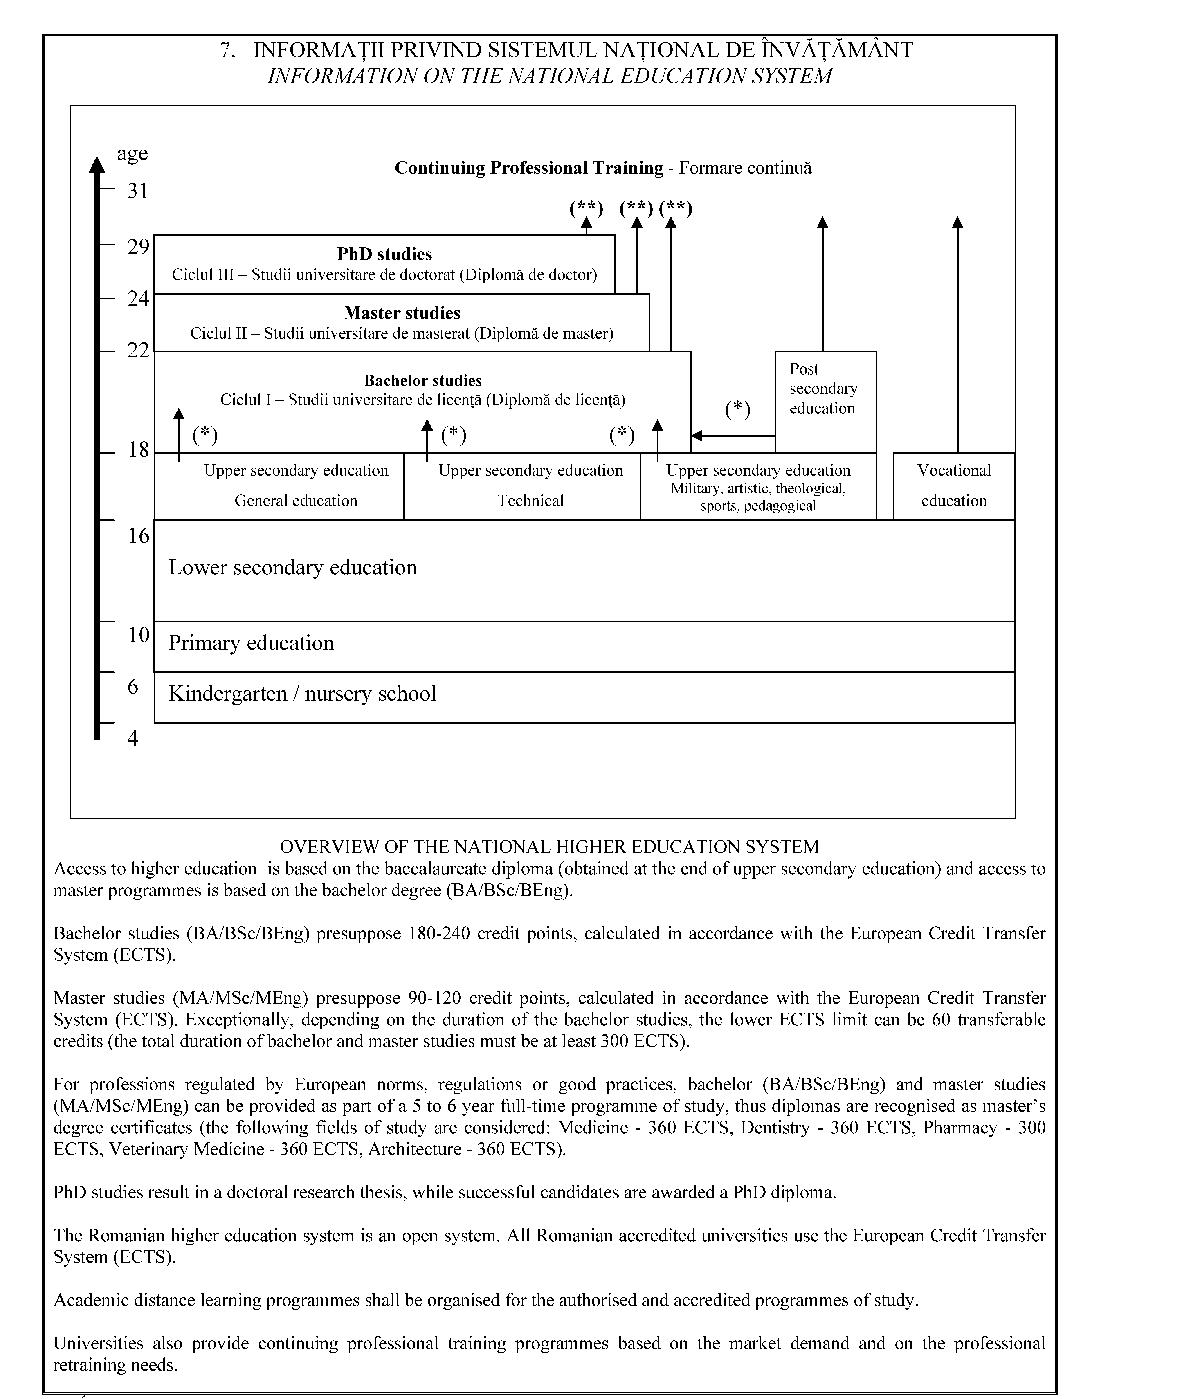 7. INFORMAȚII PRIVIND SISTEMUL NAȚIONAL DE ÎNVĂȚĂMÂNT
INFORMATION ON THE NATIONAL EDUCATION SYSTEM
age
Continuing Professional Training - Formare continuă
31
(**) (**) (**)
29
PhD studies
Ciclul III – Studii universitare de doctorat (Diplomă de doctor)
24
Master studies
Ciclul II – Studii universitare de masterat (Diplomă de master)
22
Bachelor studies
Ciclul I – Studii universitare de licență (Diplomă de licență)
Post
secondary
education
(*)
(*) (*) (*)
18
Upper secondary education
General education
Upper secondary education
Technical
Upper secondary education
Military, artistic, theological,
sports, pedagogical
Vocational
education
16
Lower secondary education
10
Primary education
6
Kindergarten / nursery school
4
OVERVIEW OF THE NATIONAL HIGHER EDUCATION SYSTEM
Access to higher education is based on the baccalaureate diploma (obtained at the end of upper secondary education) and access to
master programmes is based on the bachelor degree (BA/BSc/BEng).
Bachelor studies (BA/BSc/BEng) presuppose 180-240 credit points, calculated in accordance with the European Credit Transfer
System (ECTS).
Master studies (MA/MSc/MEng) presuppose 90-120 credit points, calculated in accordance with the European Credit Transfer
System (ECTS). Exceptionally, depending on the duration of the bachelor studies, the lower ECTS limit can be 60 transferable
credits (the total duration of bachelor and master studies must be at least 300 ECTS).
For professions regulated by European norms, regulations or good practices, bachelor (BA/BSc/BEng) and master studies
(MA/MSc/MEng) can be provided as part of a 5 to 6 year full-time programme of study, thus diplomas are recognised as master's
degree certificates (the following fields of study are considered: Medicine - 360 ECTS, Dentistry - 360 ECTS, Pharmacy - 300
ECTS, Veterinary Medicine - 360 ECTS, Architecture - 360 ECTS).
PhD studies result in a doctoral research thesis, while successful candidates are awarded a PhD diploma.
The Romanian higher education system is an open system. All Romanian accredited universities use the European Credit Transfer
System (ECTS).
Academic distance learning programmes shall be organised for the authorised and accredited programmes of study.
Universities also provide continuing professional training programmes based on the market demand and on the professional
retraining needs.